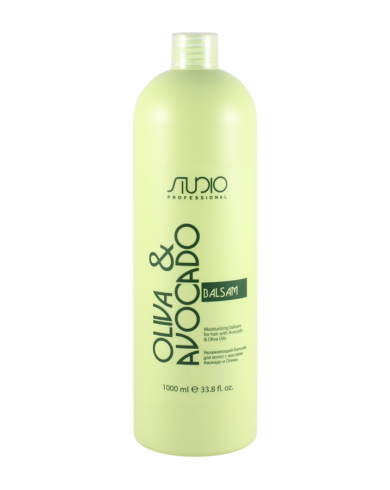 STUDIO
PROFESSIONAL
OLIVA &
AVOCADO
BALSAM
Moisturizing balsam
for hair with Avocado
& Olive Oils
Увлажняющий бальзам
для волос с маслами
Авокадо и Оливы
1000 ml ℮ 33.8 fl. oz.